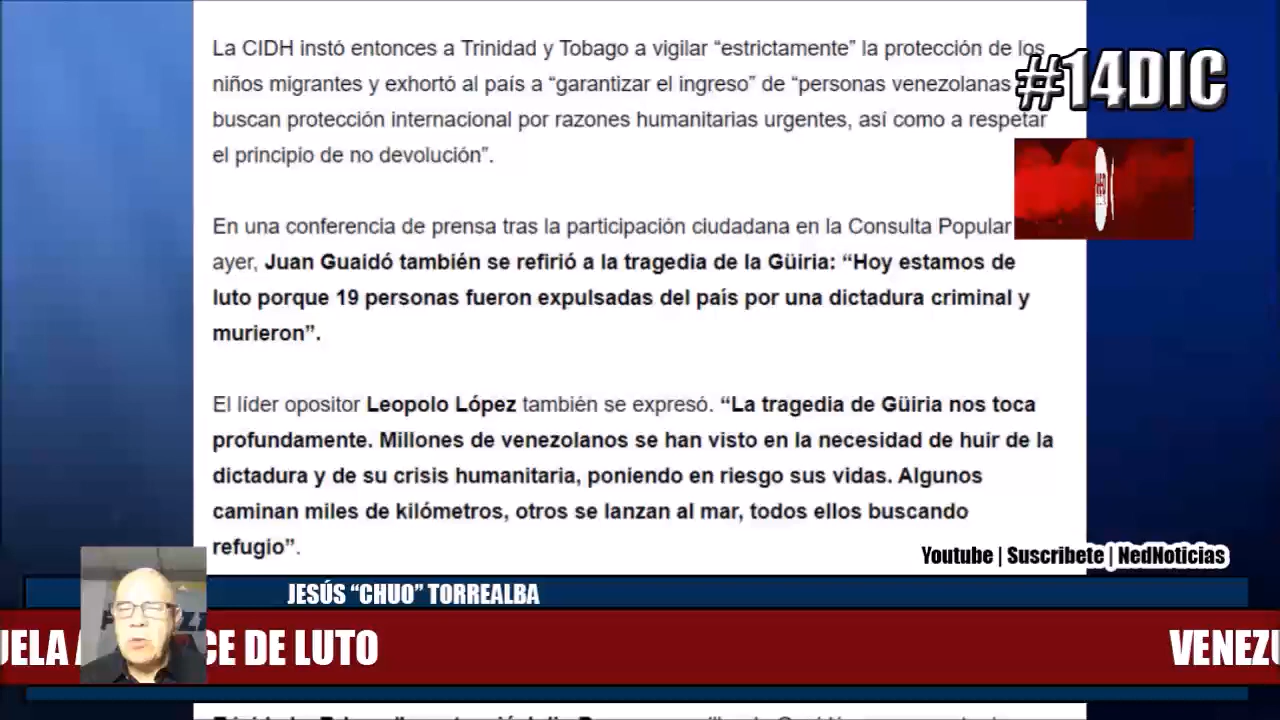 La CIDH instó entonces a Trinidad y Tobago a vigilar “estrictamente” la protección de los
niños migrantes y exhortó al país a “garantizar el ingreso” de “personas venezolanas
buscan protección internacional por razones humanitarias urgentes, así como a respetar
el principio de no devolución”.
#14DIC
En una conferencia de prensa tras la participación ciudadana en la Consulta Popular
ayer, Juan Guaidó también se refirió a la tragedia de la Güiria: “Hoy estamos de
luto porque 19 personas fueron expulsadas del país por una dictadura criminal y
murieron”.
El líder opositor Leopolo López también se expresó. “La tragedia de Güiria nos toca
profundamente. Millones de venezolanos se han visto en la necesidad de huir de la
dictadura y de su crisis humanitaria, poniendo en riesgo sus vidas. Algunos
caminan miles de kilómetros, otros se lanzan al mar, todos ellos buscando
refugio”.
Youtube | Suscribete | NedNoticias
JESÚS “CHUO” TORREALBA
UELA A CE DE LUTO VENEZU